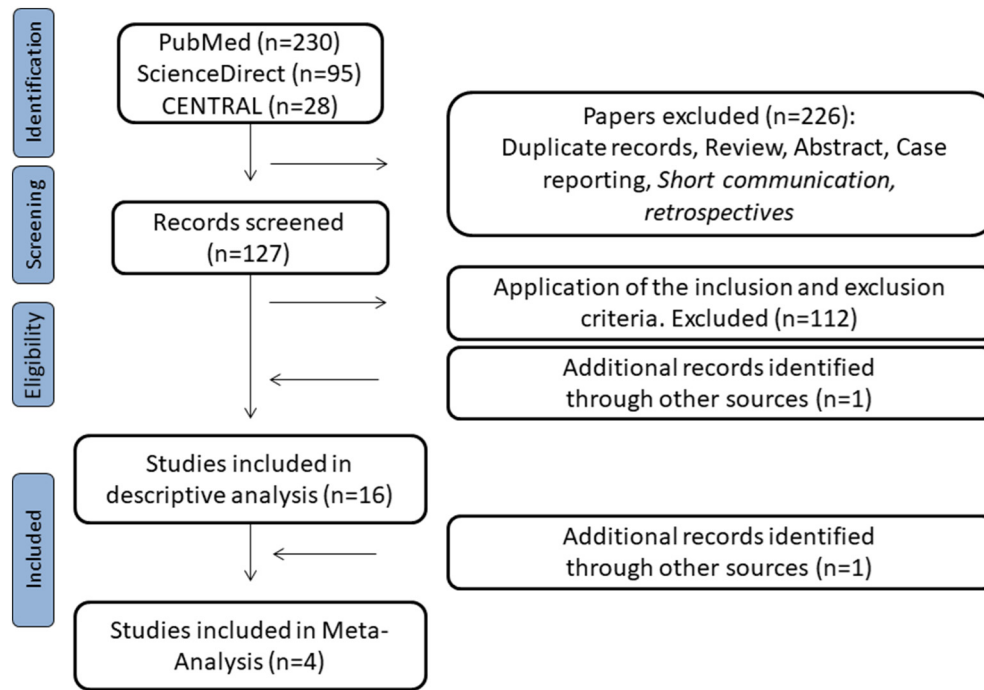 Identification
PubMed (n=230)
ScienceDirect (n=95)
CENTRAL (n=28)
Papers excluded (n=226):
Duplicate records, Review, Abstract, Case
reporting, Short communication,
retrospectives
Screening
Records screened
(n=127)
Application of the inclusion and exclusion
criteria. Excluded (n=112)
Eligibility
Additional records identified
through other sources (n=1)
Studies included in
descriptive analysis (n=16)
Included
Additional records identified
through other sources (n=1)
Studies included in Meta-
Analysis (n=4)